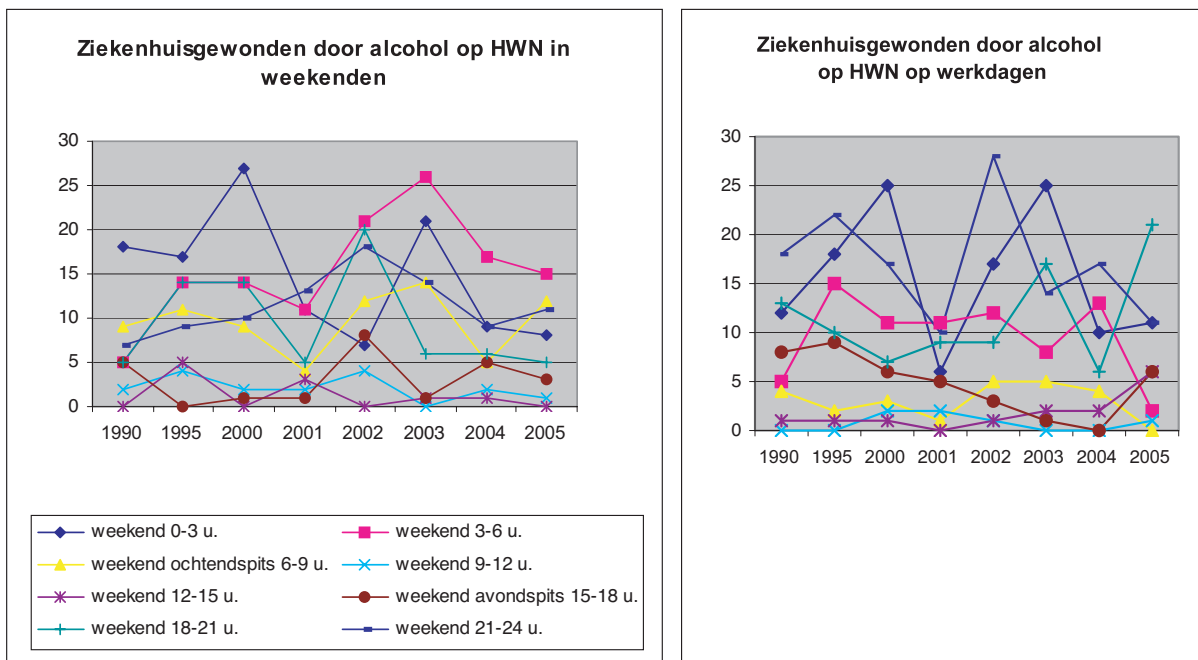 Ziekenhuisgewonden door alcohol op HWN in
weekenden
30
25
20
15
10
5
0
1990 1995 2000 2001 2002 2003 2004 2005
weekend 0-3 u. weekend 3-6 u.
weekend ochtendspits 6-9 u. weekend 9-12 u.
weekend 12-15 u. weekend avondspits 15-18 u.
weekend 18-21 u. weekend 21-24 u.
Ziekenhuisgewonden door alcohol
op HWN op werkdagen
30
25
20
15
10
5
0
1990 1995 2000 2001 2002 2003 2004 2005